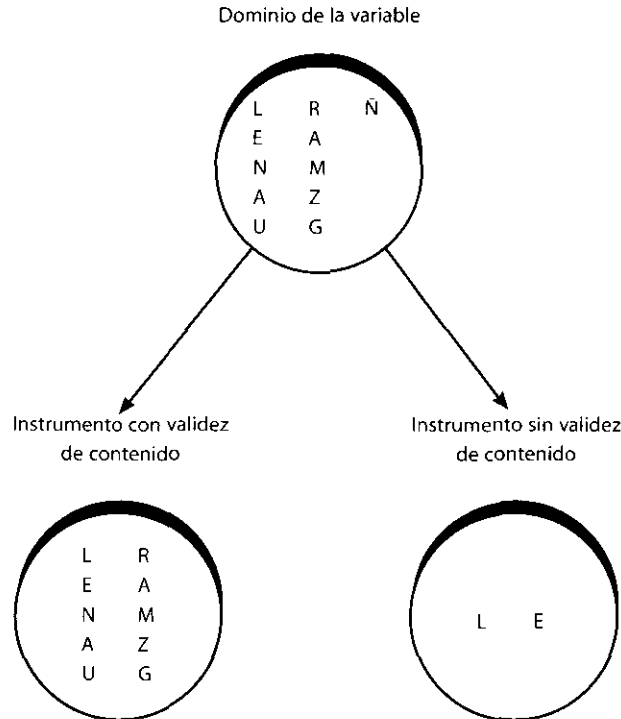 Dominio de la variable
L R Ñ
E A
N M
A Z
U G
Instrumento con validez
de contenido
Instrumento sin validez
de contenido
L R
E A
N M
A Z
U G
L E